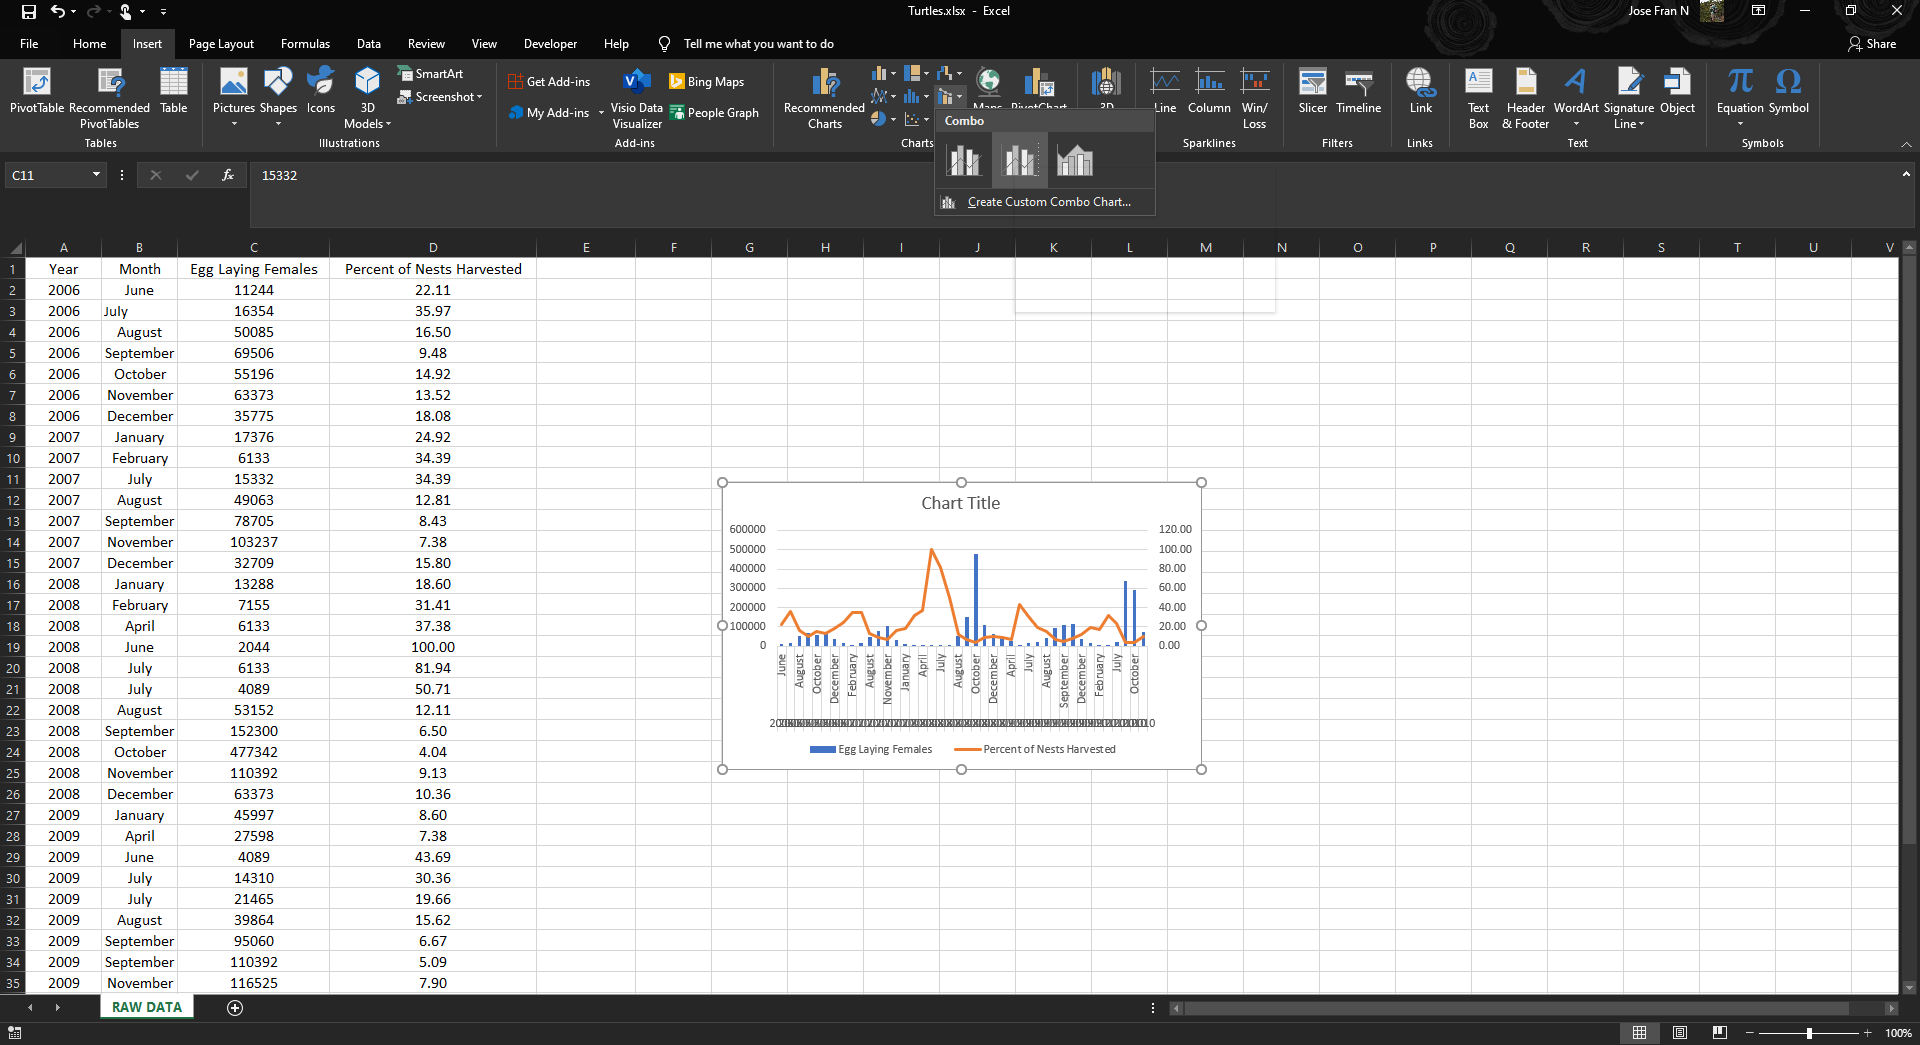 Turtles.xlsx - Excel
Jose Fran N
File Home Insert Page Layout Formulas Data Review View Developer Help Tell me what you want to do
Share
PivotTable Recommended PivotTables Table
Tables
Pictures Shapes Icons 3D Models SmartArt Screenshot
Illustrations
Get Add-ins My Add-ins Visio Data Visualizer Bing Maps People Graph
Add-ins
Recommended Charts Maps PivotChart
Charts
3D
Line Column Win/Loss
Sparklines
Slicer Timeline
Filters
Link
Links
Text Box Header & Footer WordArt Signature Line Object
Text
Equation Symbol
Symbols
Combo
Create Custom Combo Chart...
C11 fx 15332
A B C D E F G H I J K L M N O P Q R S T U V
1 Year Month Egg Laying Females Percent of Nests Harvested
2 2006 June 11244 22.11
3 2006 July 16354 35.97
4 2006 August 50085 16.50
5 2006 September 69506 9.48
6 2006 October 55196 14.92
7 2006 November 63373 13.52
8 2006 December 35775 18.08
9 2007 January 17376 24.92
10 2007 February 6133 34.39
11 2007 July 15332 34.39
12 2007 August 49063 12.81
13 2007 September 78705 8.43
14 2007 November 103237 7.38
15 2007 December 32709 15.80
16 2008 January 13288 18.60
17 2008 February 7155 31.41
18 2008 April 6133 37.38
19 2008 June 2044 100.00
20 2008 July 6133 81.94
21 2008 July 4089 50.71
22 2008 August 53152 12.11
23 2008 September 152300 6.50
24 2008 October 477342 4.04
25 2008 November 110392 9.13
26 2008 December 63373 10.36
27 2009 January 45997 8.60
28 2009 April 27598 7.38
29 2009 June 4089 43.69
30 2009 July 14310 30.36
31 2009 July 21465 19.66
32 2009 August 39864 15.62
33 2009 September 95060 6.67
34 2009 September 110392 5.09
35 2009 November 116525 7.90
Chart Title
600000 120.00
500000 100.00
400000 80.00
300000 60.00
200000 40.00
100000 20.00
0 0.00
June August October December February August November January April July August October December April July August September December February July October
Egg Laying Females Percent of Nests Harvested
RAW DATA
100%